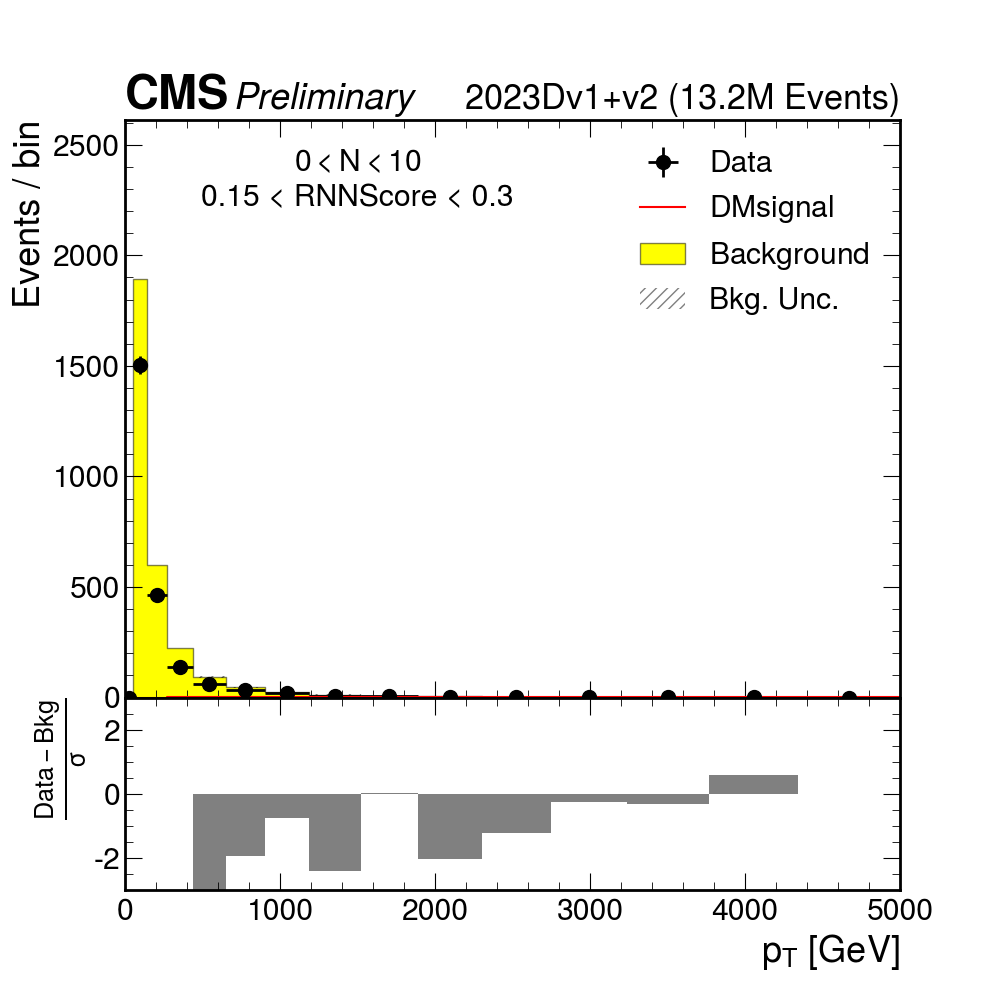 CMS Preliminary 2023Dv1+v2 (13.2M Events)
Events / bin
2500
2000
1500
1000
500
0
0 < N < 10
0.15 < RNNScore < 0.3
Data
DMsignal
Background
Bkg. Unc.
Data – Bkg
σ
2
0
-2
0 1000 2000 3000 4000 5000
pT [GeV]